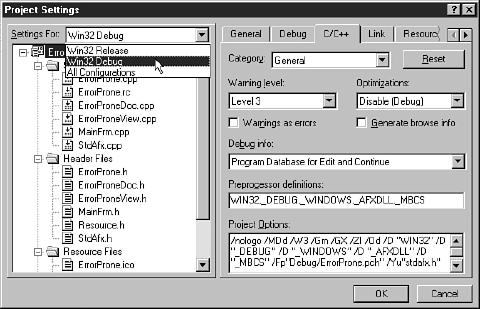 Project Settings
Settings For:
Win32 Debug
Win32 Release
Win32 Debug
All Configurations
ErrorProne.cpp
ErrorProne.rc
ErrorProneDoc.cpp
ErrorProneView.cpp
MainFrm.cpp
StdAfx.cpp
Header Files
ErrorProne.h
ErrorProneDoc.h
ErrorProneView.h
MainFrm.h
Resource.h
StdAfx.h
Resource Files
ErrorProne.ico
General
Debug
C/C++
Link
Resourc
Category:
General
Reset
Warning level:
Optimizations:
Level 3
Disable (Debug)
Warnings as errors
Generate browse info
Debug info:
Program Database for Edit and Continue
Preprocessor definitions:
WIN32,_DEBUG,_WINDOWS,_AFXDLL,_MBCS
Project Options:
/nologo /MDd /W3 /Gm /GX /ZI /Od /D "WIN32" /D
"_DEBUG" /D "_WINDOWS" /D "_AFXDLL" /D
"_MBCS" /Fp"Debug/ErrorProne.pch" /Yu"stdafx.h"
OK
Cancel